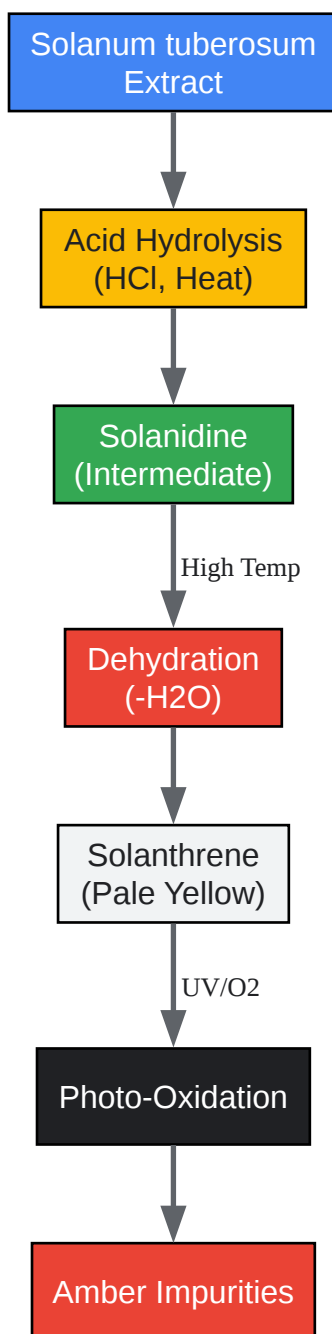 Solanum tuberosum
Extract
Acid Hydrolysis
(HCl, Heat)
Solanidine
(Intermediate)
High Temp
Dehydration
(-H2O)
Solanthrene
(Pale Yellow)
UV/O2
Photo-Oxidation
Amber Impurities